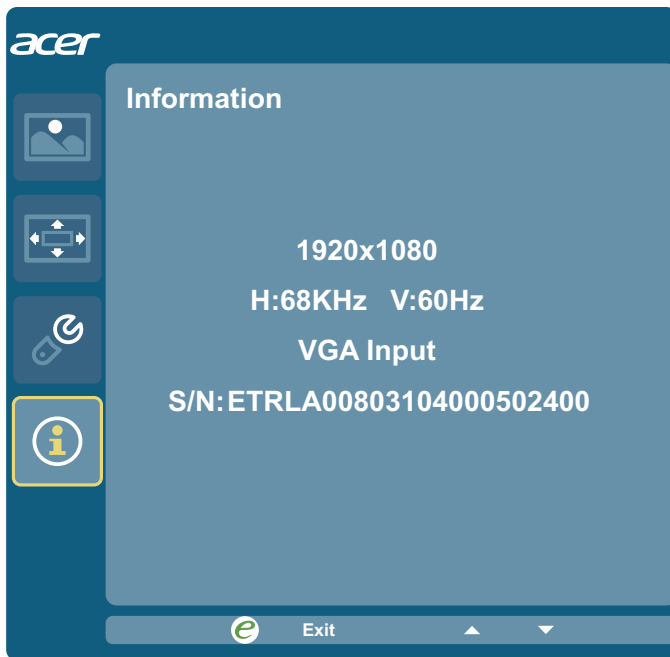 acer
Information
1920x1080
H:68KHz V:60Hz
VGA Input
S/N:ETRLA00803104000502400
e Exit